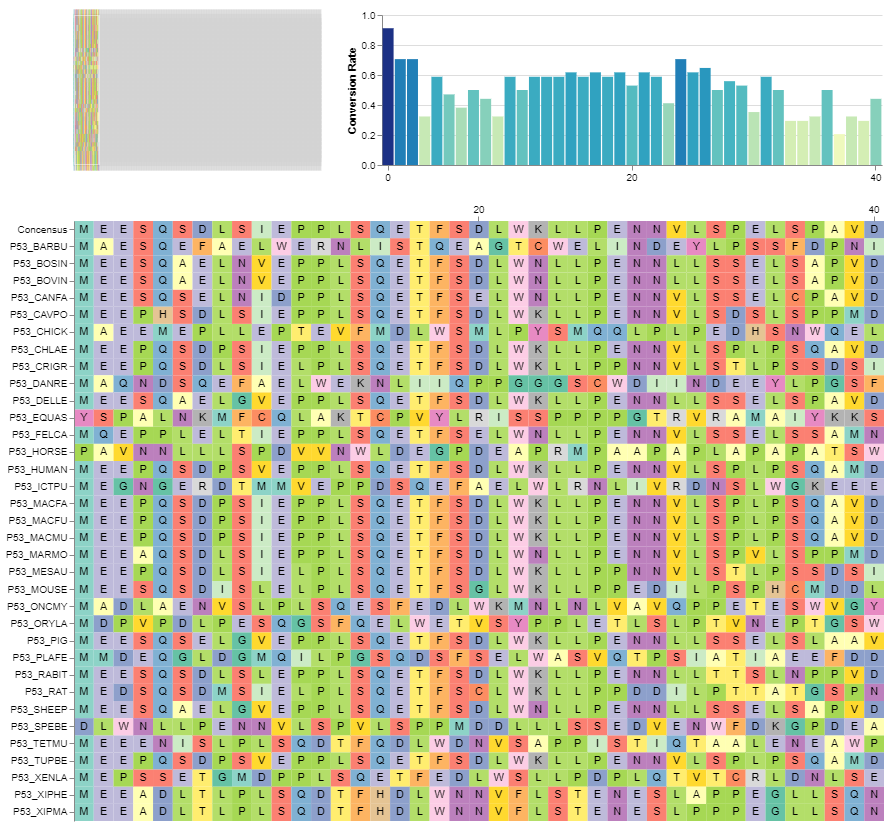 Conversion Rate
1.0
0.8
0.6
0.4
0.2
0.0
0 20 40
20 40
Consensus M E E S Q S D L S I E P P L S Q E T F S D L W K L L P E N N V L S P E L S P A V D
P53_BARBU M A E S Q E F A E L W E R N L I S T Q E A G T C W E L I N D E Y L P S S F D P N I
P53_BOSIN M E E S Q A E L N V E P P L S Q E T F S D L W N L L P E N N L L S S E L S A P V D
P53_BOVIN M E E S Q A E L N V E P P L S Q E T F S D L W N L L P E N N L L S S E L S A P V D
P53_CANFA M E E S Q S E L N I D P P L S Q E T F S E L W N L L P E N N V L S S E L C P A V D
P53_CAVPO M E E P H S D L S I E P P L S Q E T F S D L W K L L P E N N V L S D S L S P P M D
P53_CHICK M A E E M E P L L E P T E V F M D L W S M L P Y S M Q Q L P L P E D H S N W Q E L
P53_CHLAE M E E P Q S D P S I E P P L S Q E T F S D L W K L L P E N N V L S P L P S Q A V D
P53_CRIGR M E E P Q S D L S I E L P L S Q E T F S D L W K L L P P N N V L S T L P S S D S I
P53_DANRE M A Q N D S Q E F A E L W E K N L I I Q P P G G G S C W D I I N D E E Y L P G S F
P53_DELLE M E E S Q A E L G V E P P L S Q E T F S D L W K L L P E N N L L S S E L S P A V D
P53_EQUAS Y S P A L N K M F C Q L A K T C P V Y L R I S S P P P P G T R V R A M A I Y K K S
P53_FELCA M Q E P P L E L T I E P P L S Q E T F S E L W N L L P E N N V L S S E L S S A M N
P53_HORSE P A V N N L L L S P D V V N W L D E G P D E A P R M P A A P A P L A P A P A T S W
P53_HUMAN M E E P Q S D P S V E P P L S Q E T F S D L W K L L P E N N V L S P L P S Q A M D
P53_ICTPU M E G N G E R D T M M V E P P D S Q E F A E L W L R N L I V R D N S L W G K E E E
P53_MACFA M E E P Q S D P S I E P P L S Q E T F S D L W K L L P E N N V L S P L P S Q A V D
P53_MACFU M E E P Q S D P S I E P P L S Q E T F S D L W K L L P E N N V L S P L P S Q A V D
P53_MACMU M E E P Q S D P S I E P P L S Q E T F S D L W K L L P E N N V L S P L P S Q A V D
P53_MARMO M E E A Q S D L S I E P P L S Q E T F S D L W N L L P E N N V L S P V L S P P M D
P53_MESAU M E E P Q S D L S I E L P L S Q E T F S D L W K L L P P N N V L S T L P S S D S I
P53_MOUSE M E E S Q S D I S L E L P L S Q E T F S G L W K L L P P E D I L P S P H C M D D L
P53_ONCMY M A D L A E N V S L P L S Q E S F E D L W K M N L N L V A V Q P P E T E S W V G Y
P53_ORYLA M D P V P D L P E S Q G S F Q E L W E T V S Y P P L E T L S L P T V N E P T G S W
P53_PIG M E E S Q S E L G V E P P L S Q E T F S D L W K L L P E N N L L S S E L S L A A V
P53_PLAFE M M D E Q G L D G M Q I L P G S Q D S F S E L W A S V Q T P S I A T I A E E F D D
P53_RABIT M E E S Q S D L S L E P P L S Q E T F S D L W K L L P E N N L L T T S L N P P V D
P53_RAT M E D S Q S D M S I E L P L S Q E T F S C L W K L L P P D D I L P T T A T G S P N
P53_SHEEP M E E S Q A E L G V E P P L S Q E T F S D L W N L L P E N N L L S S E L S A P V D
P53_SPEBE D L W N L L P E N N V L S P V L S P P M D D L L L S S E D V E N W F D K G P D E A
P53_TETMU M E E E N I S L P L S Q D T F Q D L W D N V S A P P I S T I Q T A A L E N E A W P
P53_TUPBE M E E P Q S D P S V E P P L S Q E T F S D L W K L L P E N N V L S P L P S Q A M D
P53_XENLA M E P S S E T G M D P P L S Q E T F E D L W S L L P D P L Q T V T C R L D N L S E
P53_XIPHE M E E A D L T L P L S Q D T F H D L W N N V F L S T E N E S L A P P E G L L S Q N
P53_XIPMA M E E A D L T L P L S Q D T F H D L W N N V F L S T E N E S L P P P E G L L S Q N